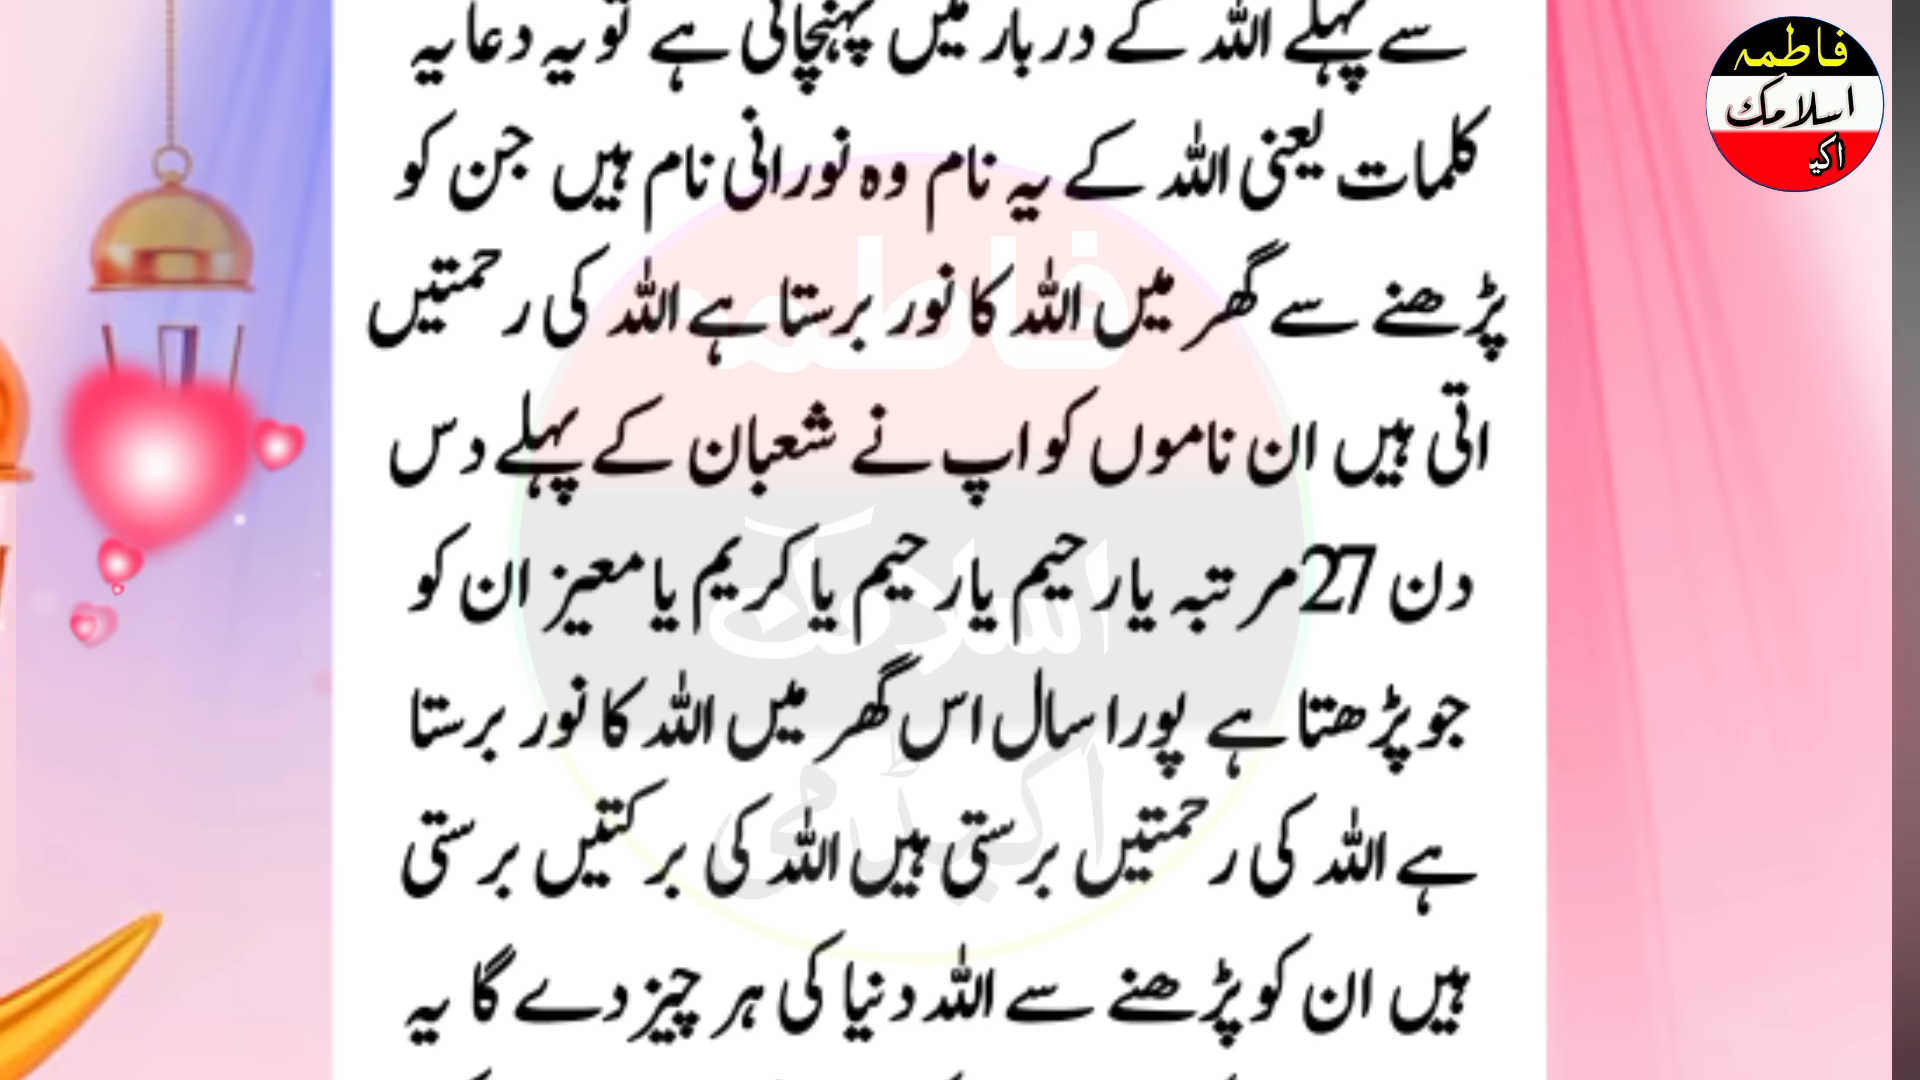 سے پہلے اللہ کے دربار میں پہنچاتی ہے تو یہ دعا یہ
کلمات یعنی اللہ کے یہ نام وہ نورانی نام ہیں جن کو
پڑھنے سے گھر میں اللہ کا نور برستا ہے اللہ کی رحمتیں
اتی ہیں ان ناموں کو اپ نے شعبان کے پہلے دس
دن 27 مرتبہ یا رحیم یا رحیم یا کریم یا معیز ان کو
جو پڑھتا ہے پورا سال اس گھر میں اللہ کا نور برستا
ہے اللہ کی رحمتیں برستی ہیں اللہ کی برکتیں برستی
ہیں ان کو پڑھنے سے اللہ دنیا کی ہر چیز دے گا یہ
فاطمہ
اسلامک
اکیڈمی
فاطمہ
اسلامک
اکیڈ